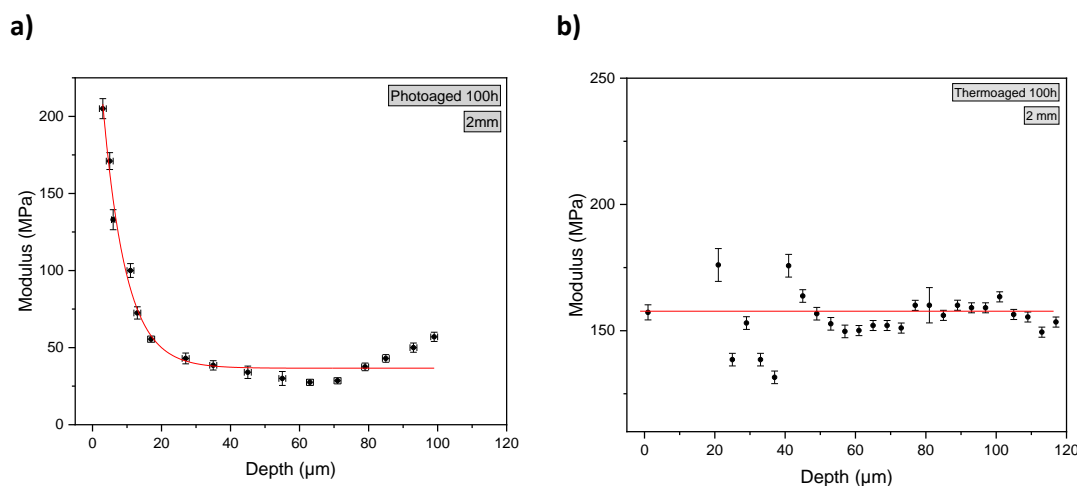 a)
Photoaged 100h
2mm
200
150
100
50
0
Modulus (MPa)
0 20 40 60 80 100 120
Depth (µm)
b)
Thermoaged 100h
2 mm
250
200
150
Modulus (MPa)
0 20 40 60 80 100 120
Depth (µm)